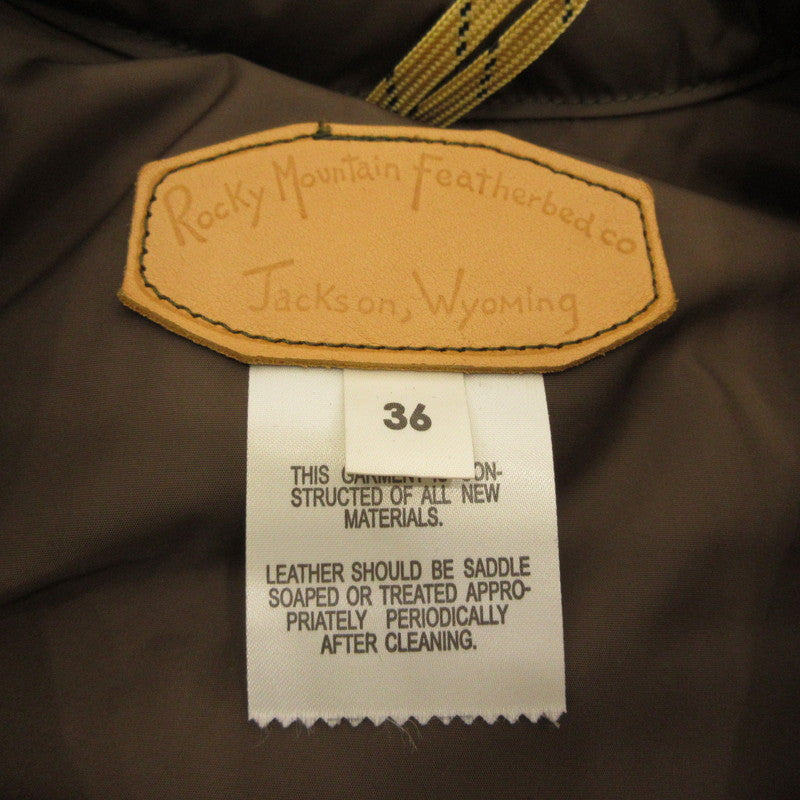 Rocky Mountain Featherbed co
Jackson, Wyoming
36
THIS GARMENT IS CON-
STRUCTED OF ALL NEW
MATERIALS.
LEATHER SHOULD BE SADDLE
SOAPED OR TREATED APPRO-
PRIATELY PERIODICALLY
AFTER CLEANING.